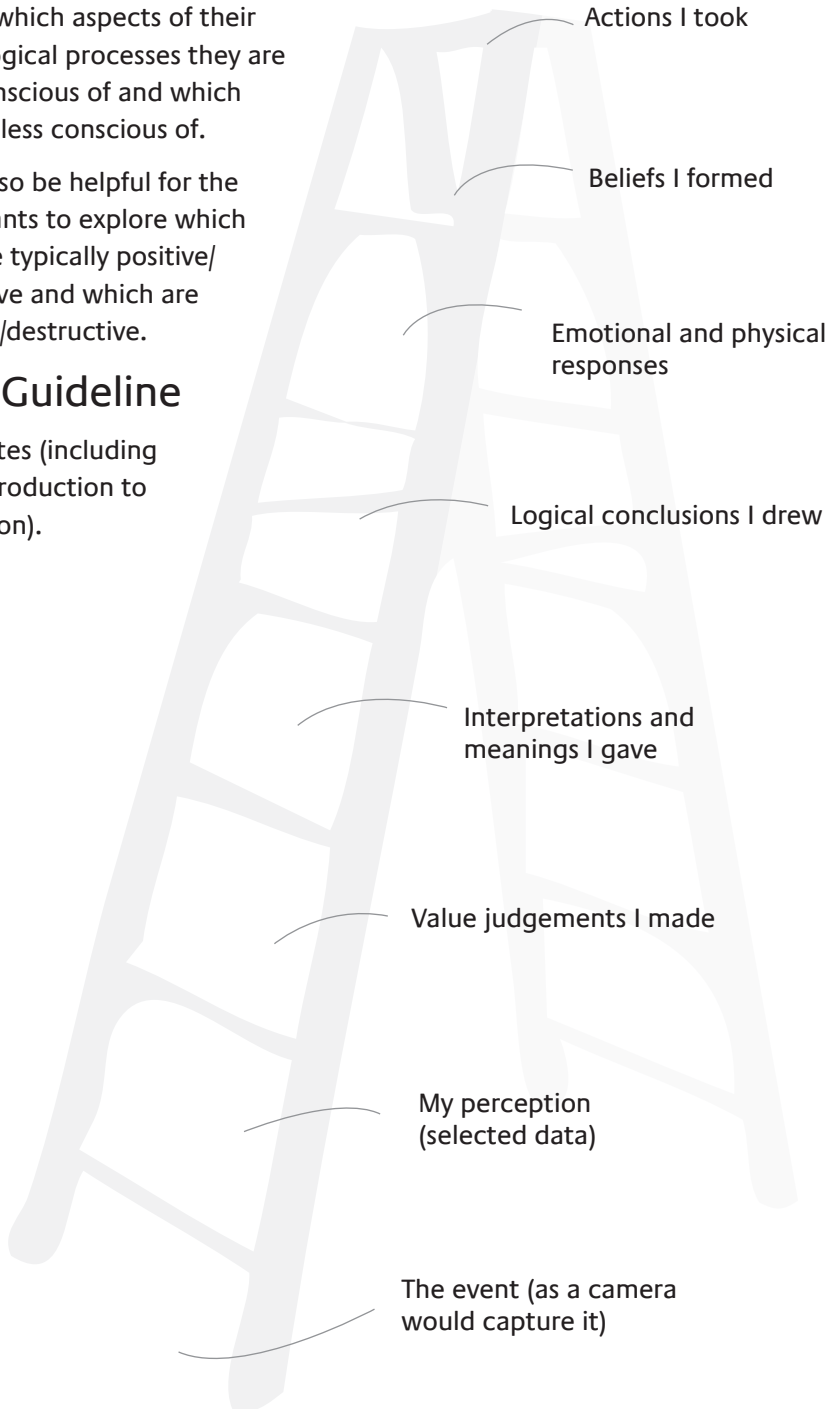 which aspects of their
ogical processes they are
nscious of and which
less conscious of.
so be helpful for the
ants to explore which
e typically positive/
ve and which are
/destructive.
Guideline
tes (including
roduction to
on).
Actions I took
Beliefs I formed
Emotional and physical
responses
Logical conclusions I drew
Interpretations and
meanings I gave
Value judgements I made
My perception
(selected data)
The event (as a camera
would capture it)